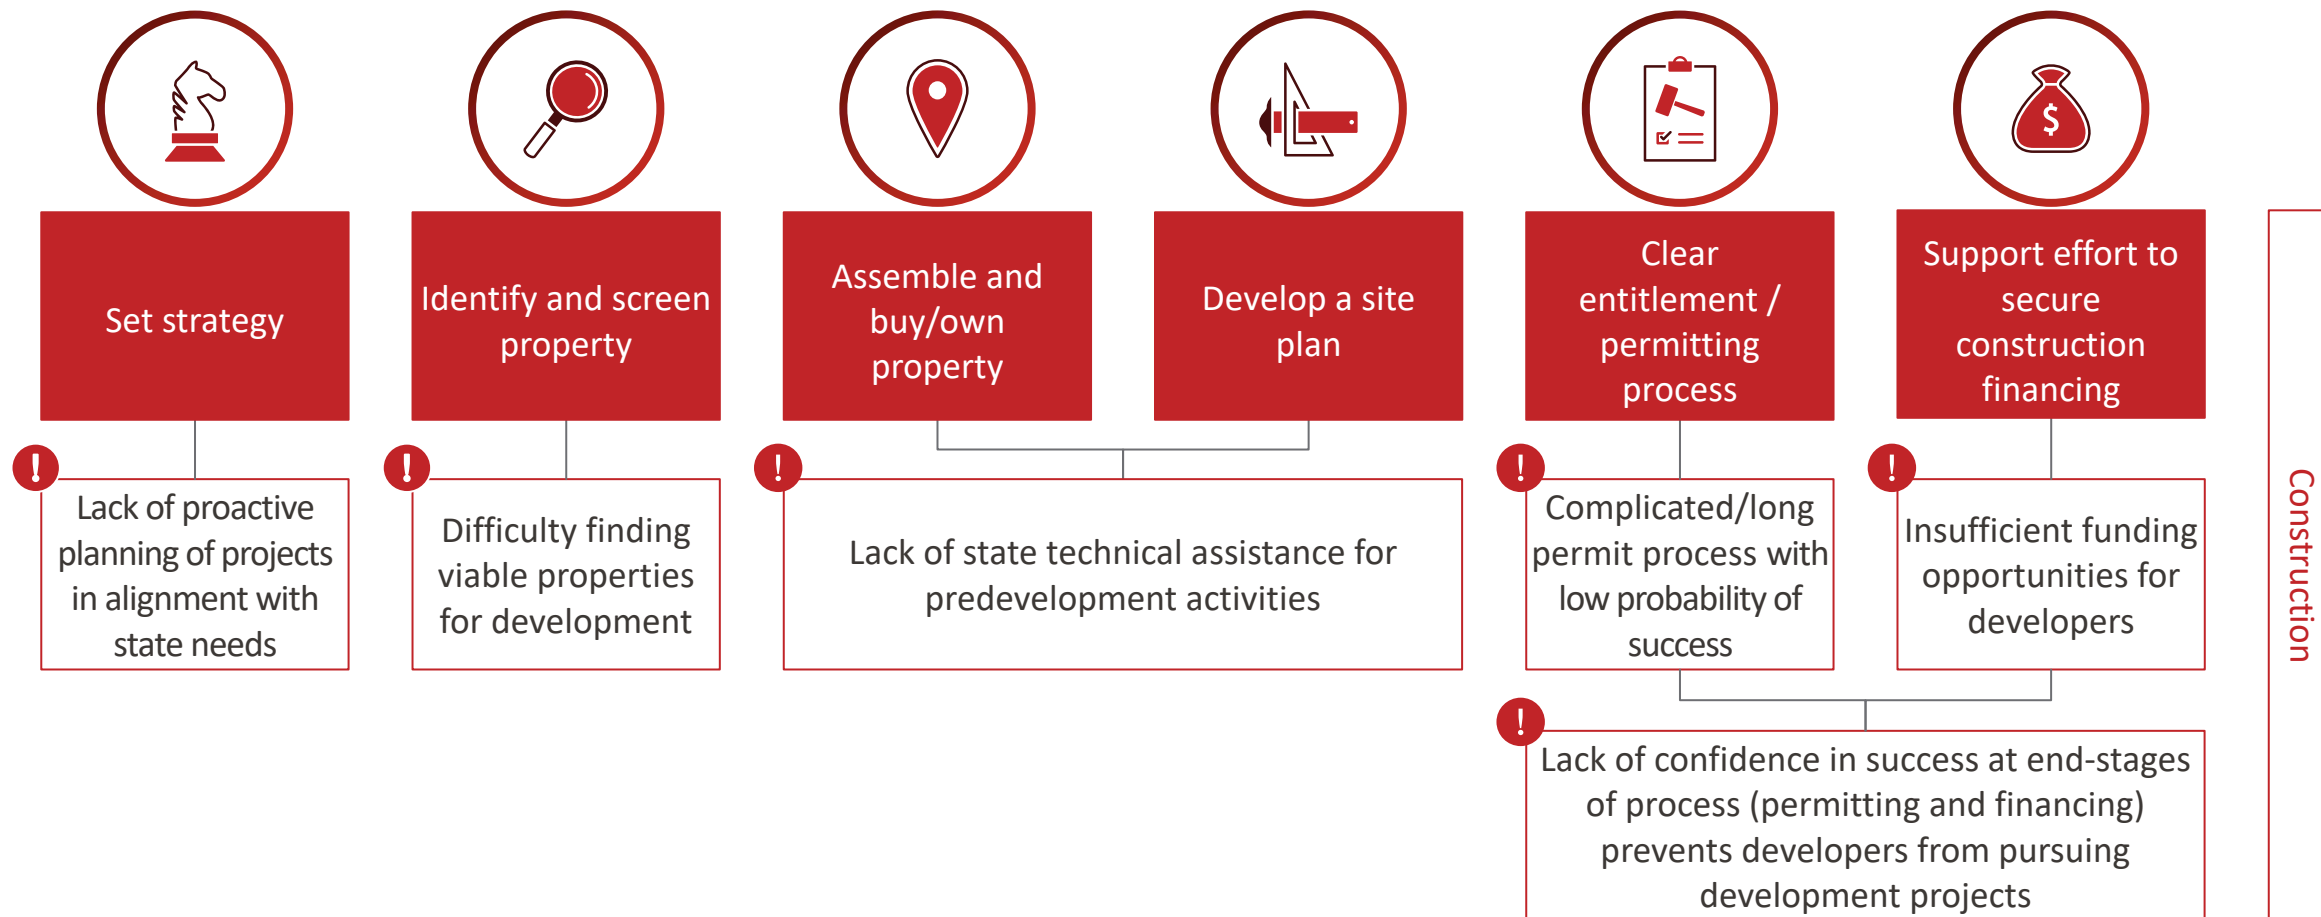 Set strategy
Identify and screen
property
Assemble and
buy/own
property
Develop a site
plan
Clear
entitlement /
permitting
process
Support effort to
secure
construction
financing
$
!
Lack of proactive
planning of projects
in alignment with
state needs
!
Difficulty finding
viable properties
for development
!
Lack of state technical assistance for
predevelopment activities
!
Complicated/long
permit process with
low probability of
success
!
Insufficient funding
opportunities for
developers
!
Lack of confidence in success at end-stages
of process (permitting and financing)
prevents developers from pursuing
development projects
Construction